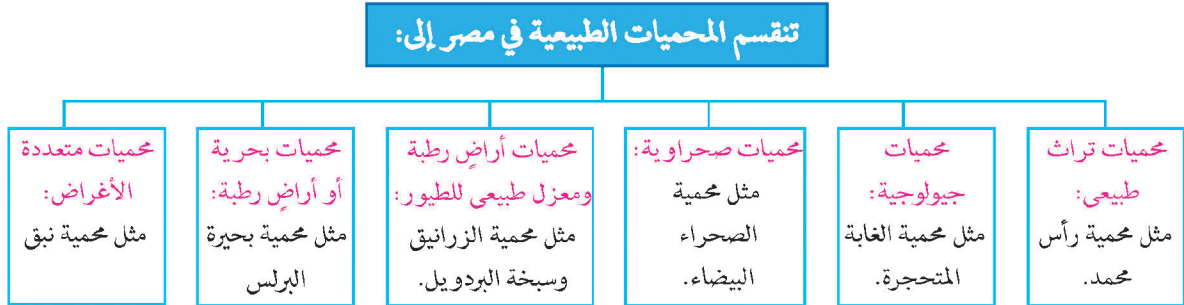 تنقسم المحميات الطبيعية في مصر إلى:
محميات تراث
طبيعى:
مثل محمية رأس
محمد.
محميات
جيولوجية:
مثل محمية الغابة
المتحجرة.
محميات صحراوية:
مثل محمية
الصحراء
البيضاء.
محميات أراضٍ رطبة
ومعزل طبيعى للطيور:
مثل محمية الزرانيق
وسبخة البردويل.
محميات بحرية
أو أراضٍ رطبة:
مثل محمية بحيرة
البرلس
محميات متعددة
الأغراض:
مثل محمية نبق